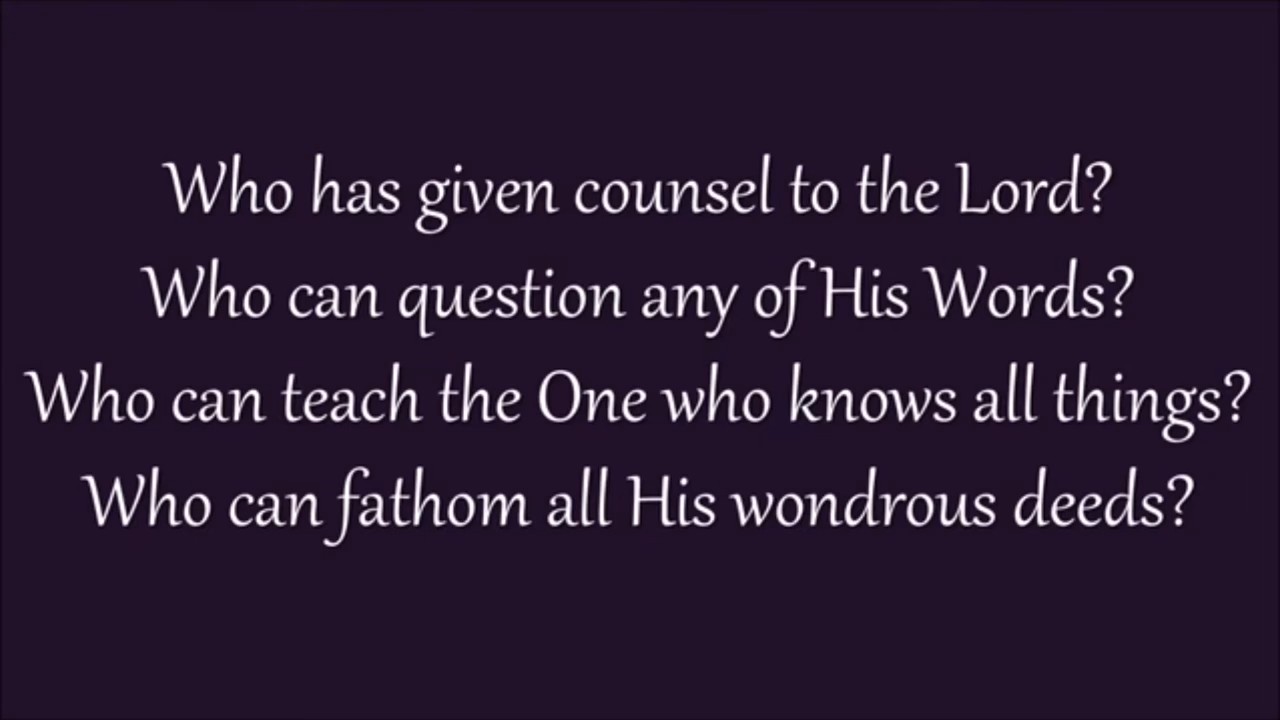 Who has given counsel to the Lord?
Who can question any of His Words?
Who can teach the One who knows all things?
Who can fathom all His wondrous deeds?